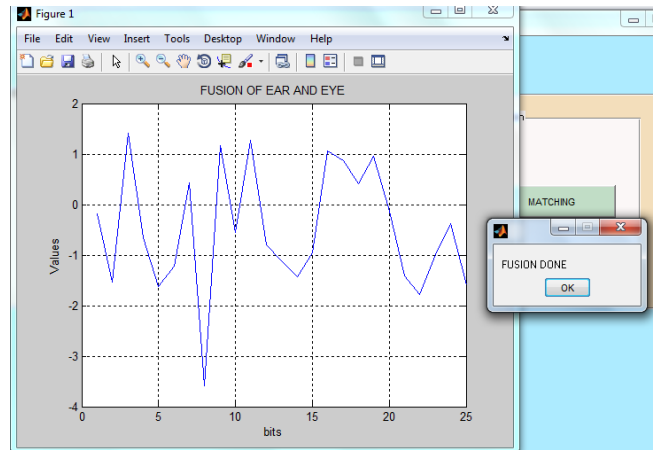 Figure 1
File Edit View Insert Tools Desktop Window Help
FUSION OF EAR AND EYE
2
1
0
-1
-2
-3
-4
Values
0 5 10 15 20 25
bits
MATCHING
FUSION DONE
OK